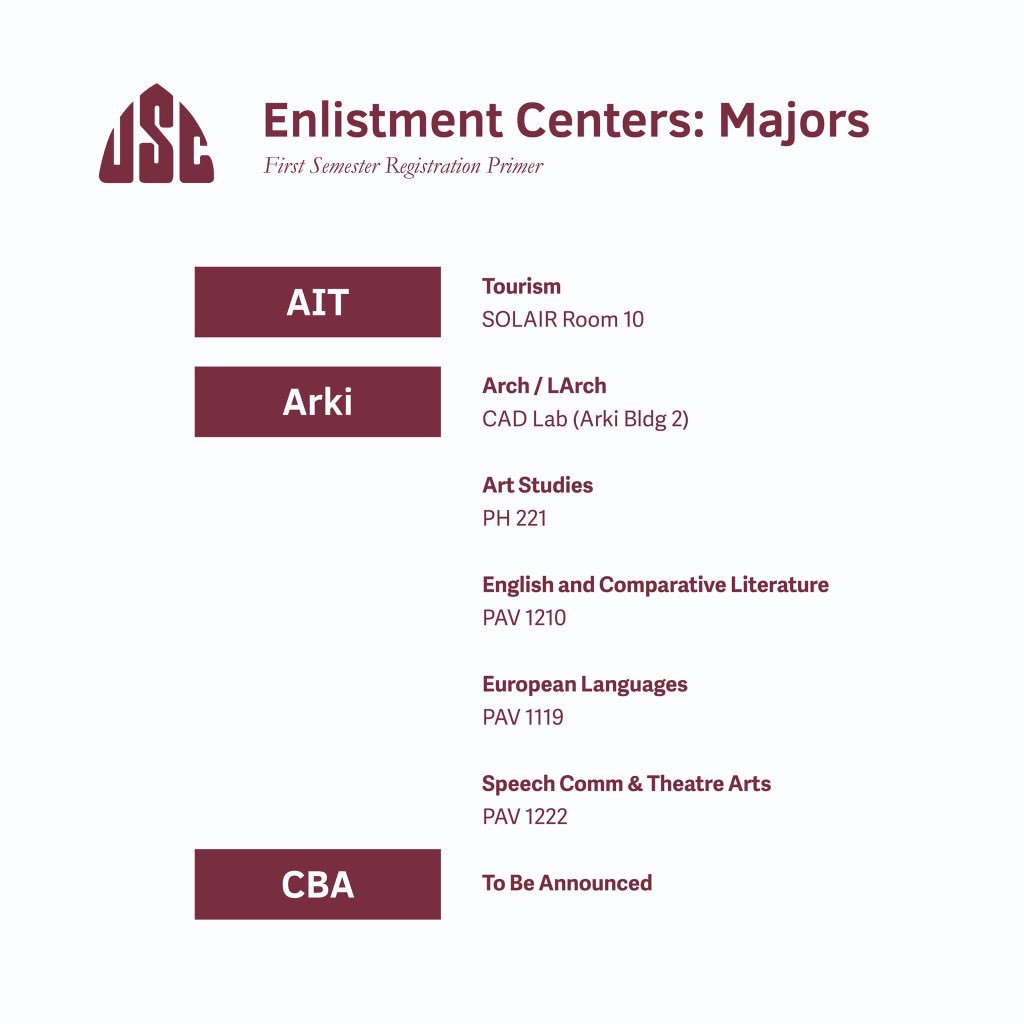 USC
Enlistment Centers: Majors
First Semester Registration Primer
AIT
Tourism
SOLAIR Room 10
Arki
Arch / LArch
CAD Lab (Arki Bldg 2)
Art Studies
PH 221
English and Comparative Literature
PAV 1210
European Languages
PAV 1119
Speech Comm & Theatre Arts
PAV 1222
CBA
To Be Announced